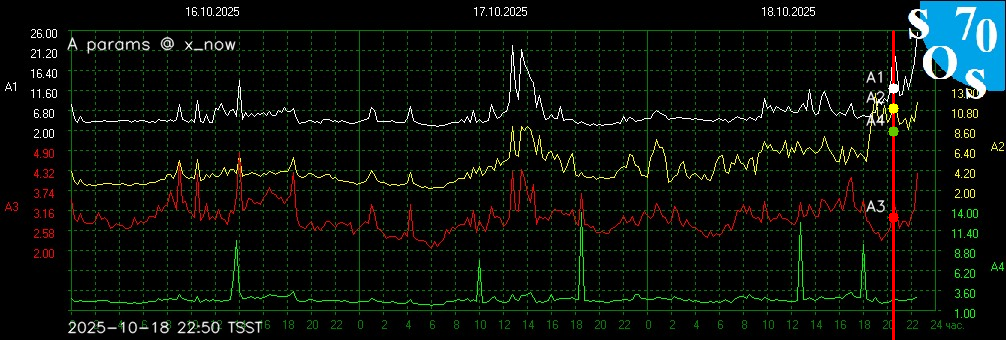 16.10.2025 17.10.2025 18.10.2025
A params @ x_now
SOS 70
26.00
21.20
16.40
11.60
6.80
2.00
A1
4.90
4.32
3.74
3.16
2.58
2.00
A3
A1
A2
A4
A3
13.00
10.80
8.60
6.40
4.20
2.00
A2
14.00
11.40
8.80
6.20
3.60
1.00
A4
2025-10-18 22:50 TSST
16 18 20 22 0 2 4 6 8 10 12 14 16 18 20 22 0 2 4 6 8 10 12 14 16 18 20 22 24 час.